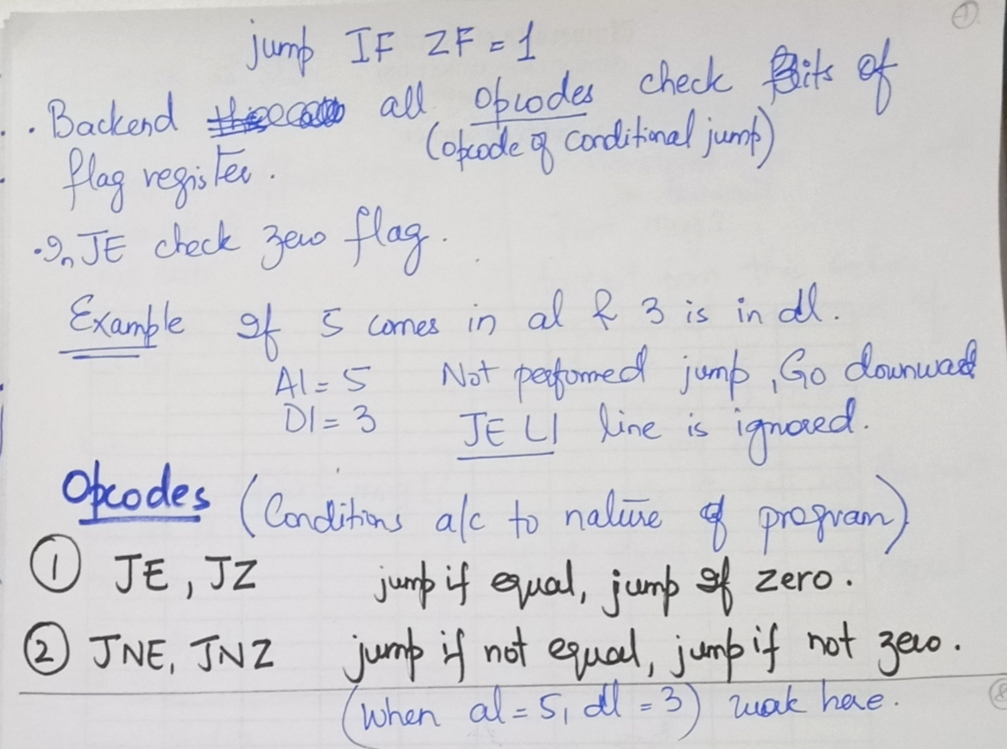 jump IF ZF = 1
. Backend all opcodes check bits of
(opcode of conditional jump)
flag register.
. In JE check zero flag.
Example If 5 comes in al & 3 is in dl.
Al = 5 Not performed jump, Go downwad
Dl = 3 JE L1 line is ignored.
Opcodes (Conditions a/c to nature of program)
① JE, JZ jump if equal, jump if zero.
② JNE, JNZ jump if not equal, jump if not zero.
(When al = 5, dl = 3) work here.